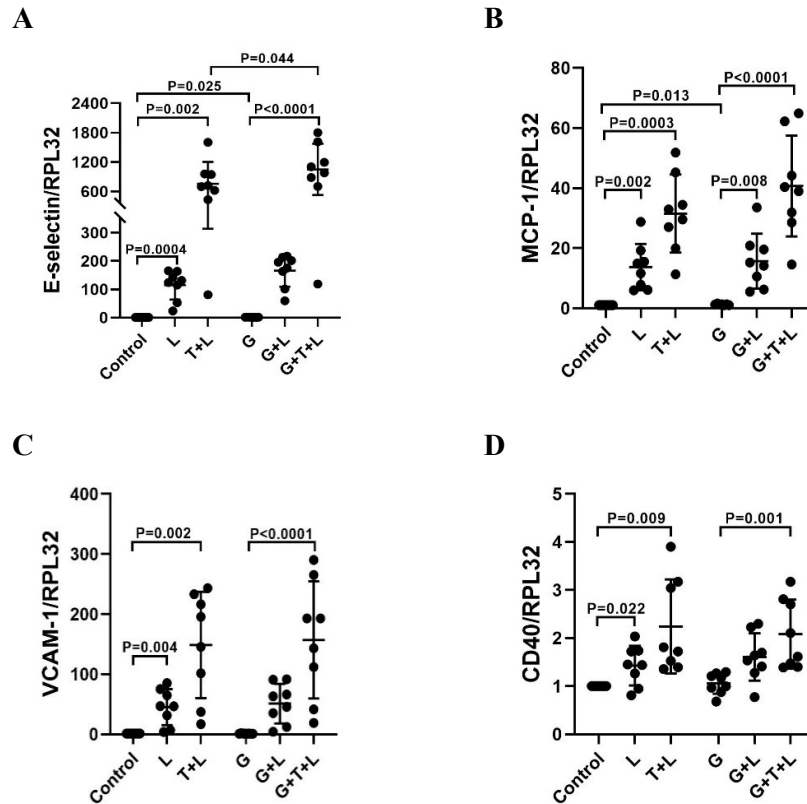 A
P=0.044
P=0.025
P=0.002
P<0.0001
P=0.0004
E-selectin/RPL32
2400
1800
1200
600
300
200
100
0
Control
L
T+L
G
G+L
G+T+L
B
P<0.0001
P=0.013
P=0.0003
P=0.002
P=0.008
MCP-1/RPL32
80
60
40
20
0
Control
L
T+L
G
G+L
G+T+L
C
P=0.002
P<0.0001
P=0.004
VCAM-1/RPL32
400
300
200
100
0
Control
L
T+L
G
G+L
G+T+L
D
P=0.009
P=0.001
P=0.022
CD40/RPL32
5
4
3
2
1
0
Control
L
T+L
G
G+L
G+T+L